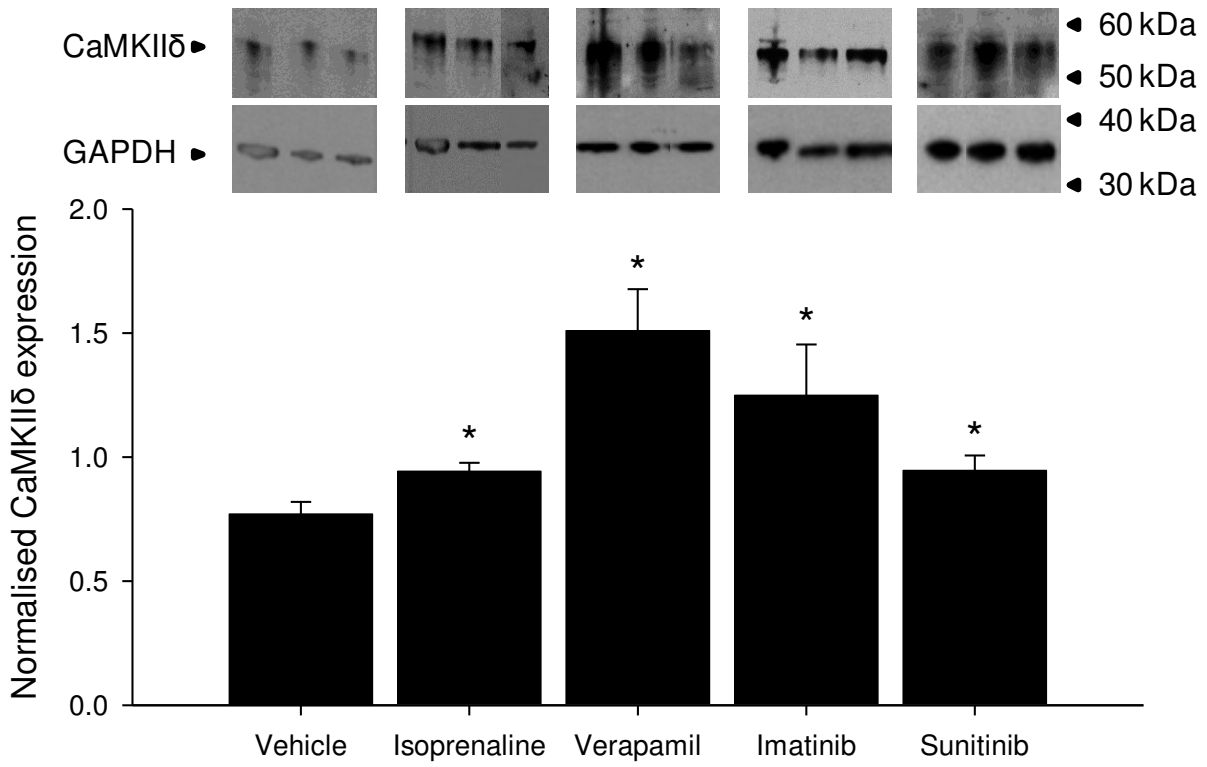 CaMKIIδ
60 kDa
50 kDa
GAPDH
40 kDa
30 kDa
Normalised CaMKIIδ expression
2.0
1.5
1.0
0.5
0.0
*
*
*
*
Vehicle Isoprenaline Verapamil Imatinib Sunitinib